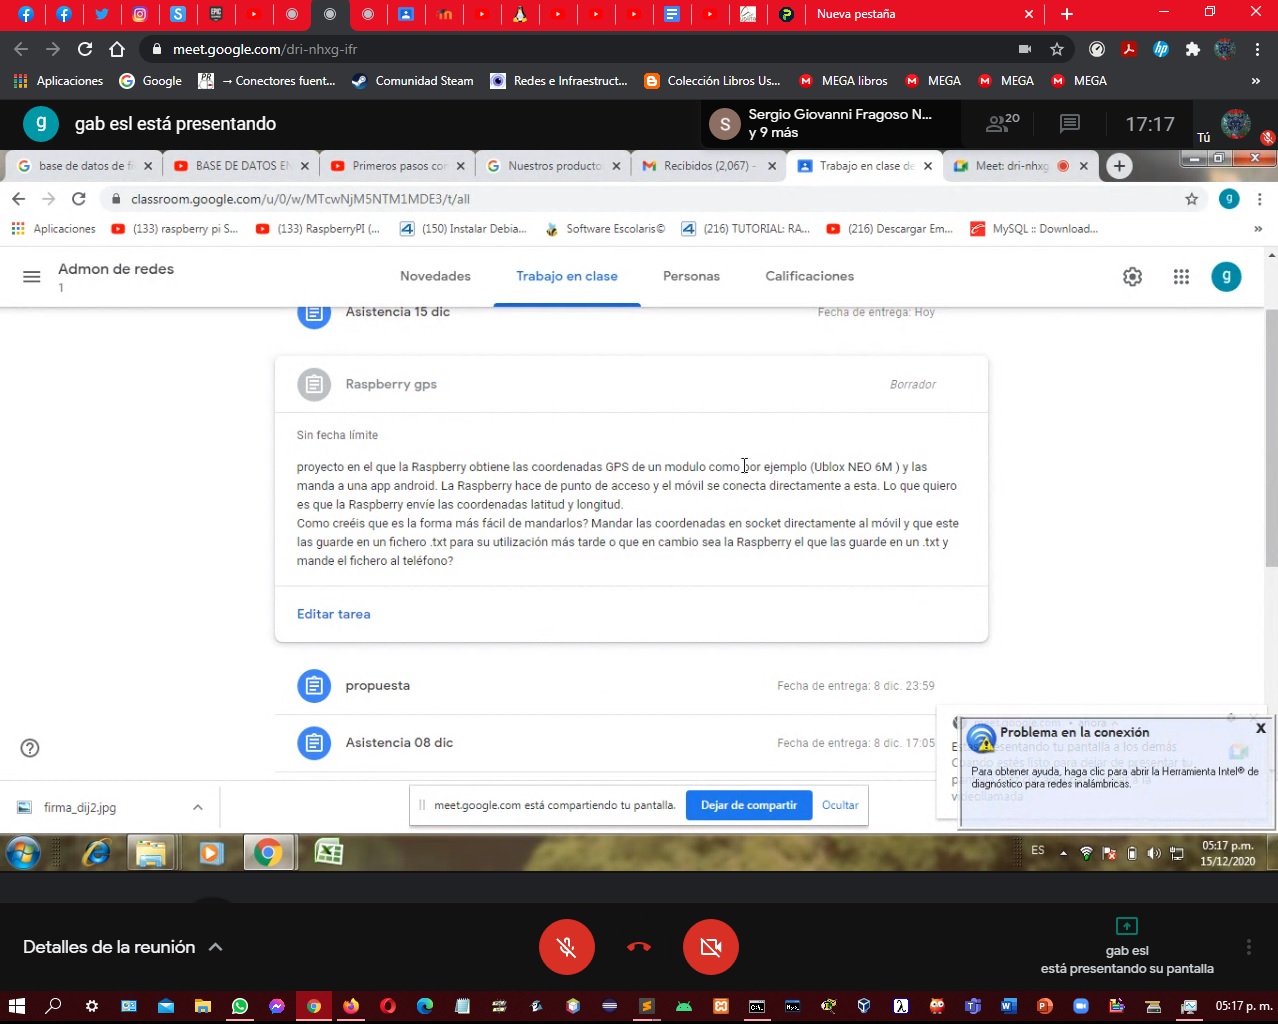 Nueva pestaña
meet.google.com/dri-nhxg-ifr
Aplicaciones
Google
→ Conectores fuent...
Comunidad Steam
Redes e Infraestruct...
Colección Libros Us...
MEGA libros
MEGA
MEGA
MEGA
»
g
gab esl está presentando
S
Sergio Giovanni Fragoso N...
y 9 más
20
17:17
Tú
base de datos de fi
BASE DE DATOS EN
Primeros pasos con
Nuestros producto
Recibidos (2,067) -
Trabajo en clase de
Meet: dri-nhxg
classroom.google.com/u/0/w/MTcwNjM5NTM1MDE3/t/all
g
Aplicaciones
(133) raspberry pi S...
(133) RaspberryPI (...
(150) Instalar Debia...
Software Escolaris©
(216) TUTORIAL: RA...
(216) Descargar Em...
MySQL :: Download...
»
Admon de redes
1
Novedades
Trabajo en clase
Personas
Calificaciones
g
Asistencia 15 dic
Fecha de entrega: Hoy
Raspberry gps
Borrador
Sin fecha límite
proyecto en el que la Raspberry obtiene las coordenadas GPS de un modulo como por ejemplo (Ublox NEO 6M ) y las
manda a una app android. La Raspberry hace de punto de acceso y el móvil se conecta directamente a esta. Lo que quiero
es que la Raspberry envíe las coordenadas latitud y longitud.
Como creéis que es la forma más fácil de mandarlos? Mandar las coordenadas en socket directamente al móvil y que este
las guarde en un fichero .txt para su utilización más tarde o que en cambio sea la Raspberry el que las guarde en un .txt y
mande el fichero al teléfono?
Editar tarea
propuesta
Fecha de entrega: 8 dic. 23:59
Asistencia 08 dic
Fecha de entrega: 8 dic. 17:05
Problema en la conexión
X
Para obtener ayuda, haga clic para abrir la Herramienta Intel® de
diagnóstico para redes inalámbricas.
firma_dij2.jpg
meet.google.com está compartiendo tu pantalla.
Dejar de compartir
Ocultar
ES
05:17 p.m.
15/12/2020
Detalles de la reunión
gab esl
está presentando su pantalla
05:17 p. m.